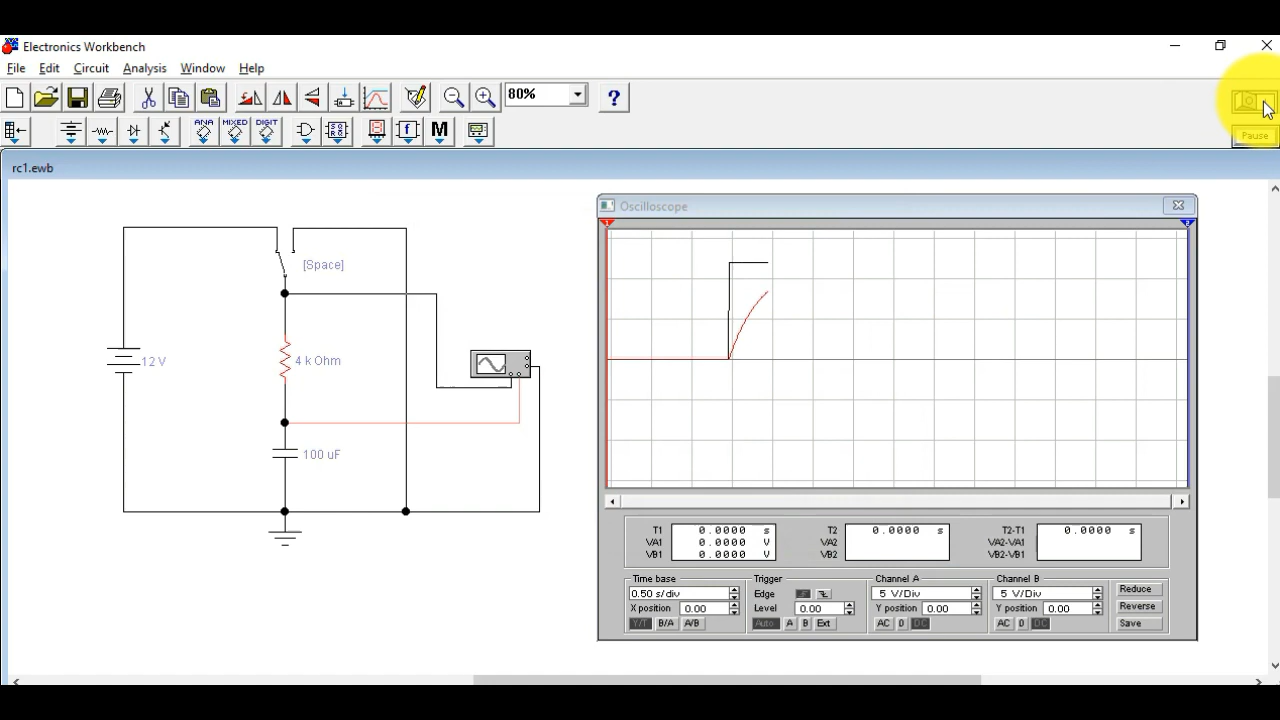 Electronics Workbench
File Edit Circuit Analysis Window Help
80%
?
ANA MIXED DIGIT
f M
Pause
rc1.ewb
Oscilloscope
1 2
[Space]
12 V
4 k Ohm
100 uF
T1 0.0000 s T2 0.0000 s T2-T1 0.0000 s
VA1 0.0000 V VA2 VA2-VA1
VB1 0.0000 V VB2 VB2-VB1
Time base Trigger Channel A Channel B Reduce
0.50 s/div Edge 5 V/Div 5 V/Div
X position 0.00 Level 0.00 Y position 0.00 Y position 0.00 Reverse
Y/T B/A A/B Auto A B Ext AC 0 DC AC 0 DC Save